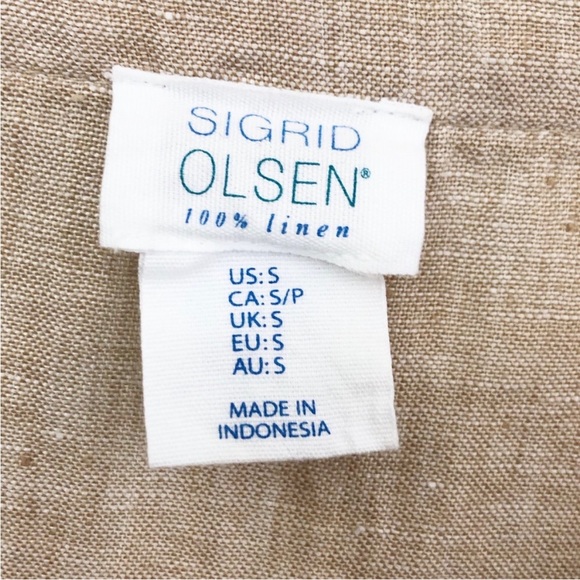 SIGRID
OLSEN®
100% linen
US: S
CA: S/P
UK: S
EU: S
AU: S
MADE IN
INDONESIA